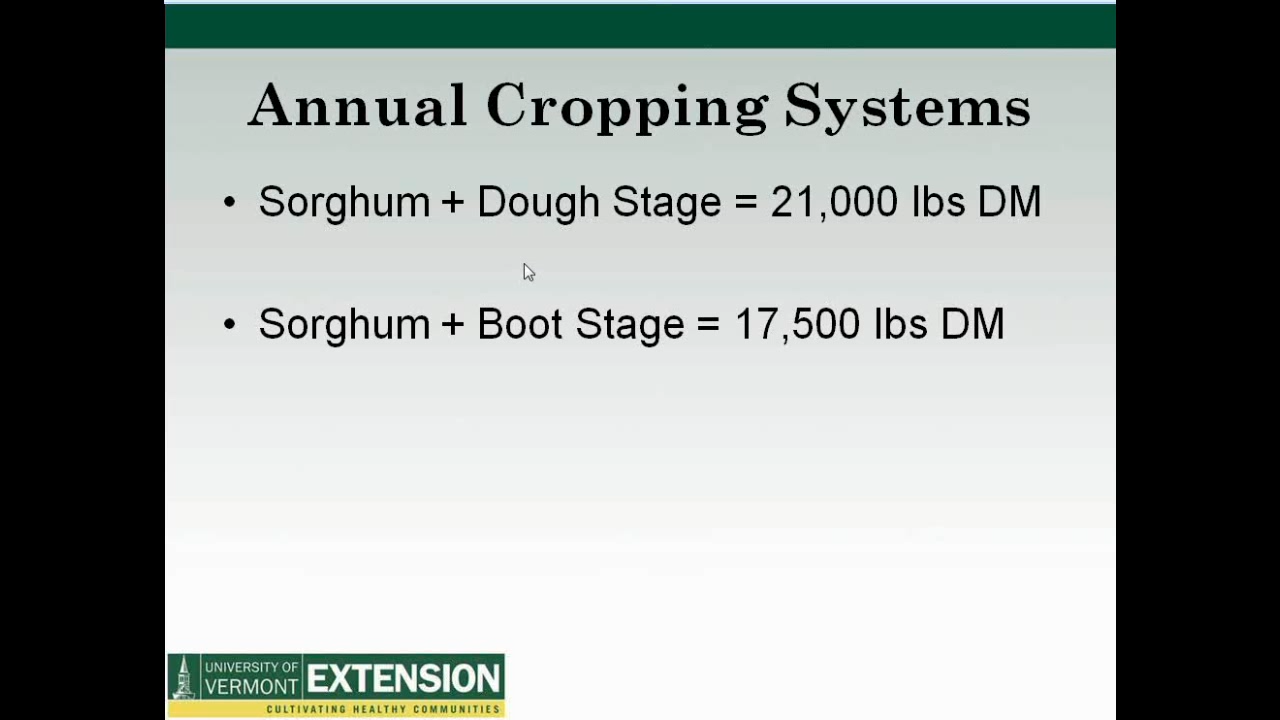 Annual Cropping Systems
• Sorghum + Dough Stage = 21,000 lbs DM
• Sorghum + Boot Stage = 17,500 lbs DM
UNIVERSITY OF
VERMONT EXTENSION
CULTIVATING HEALTHY COMMUNITIES